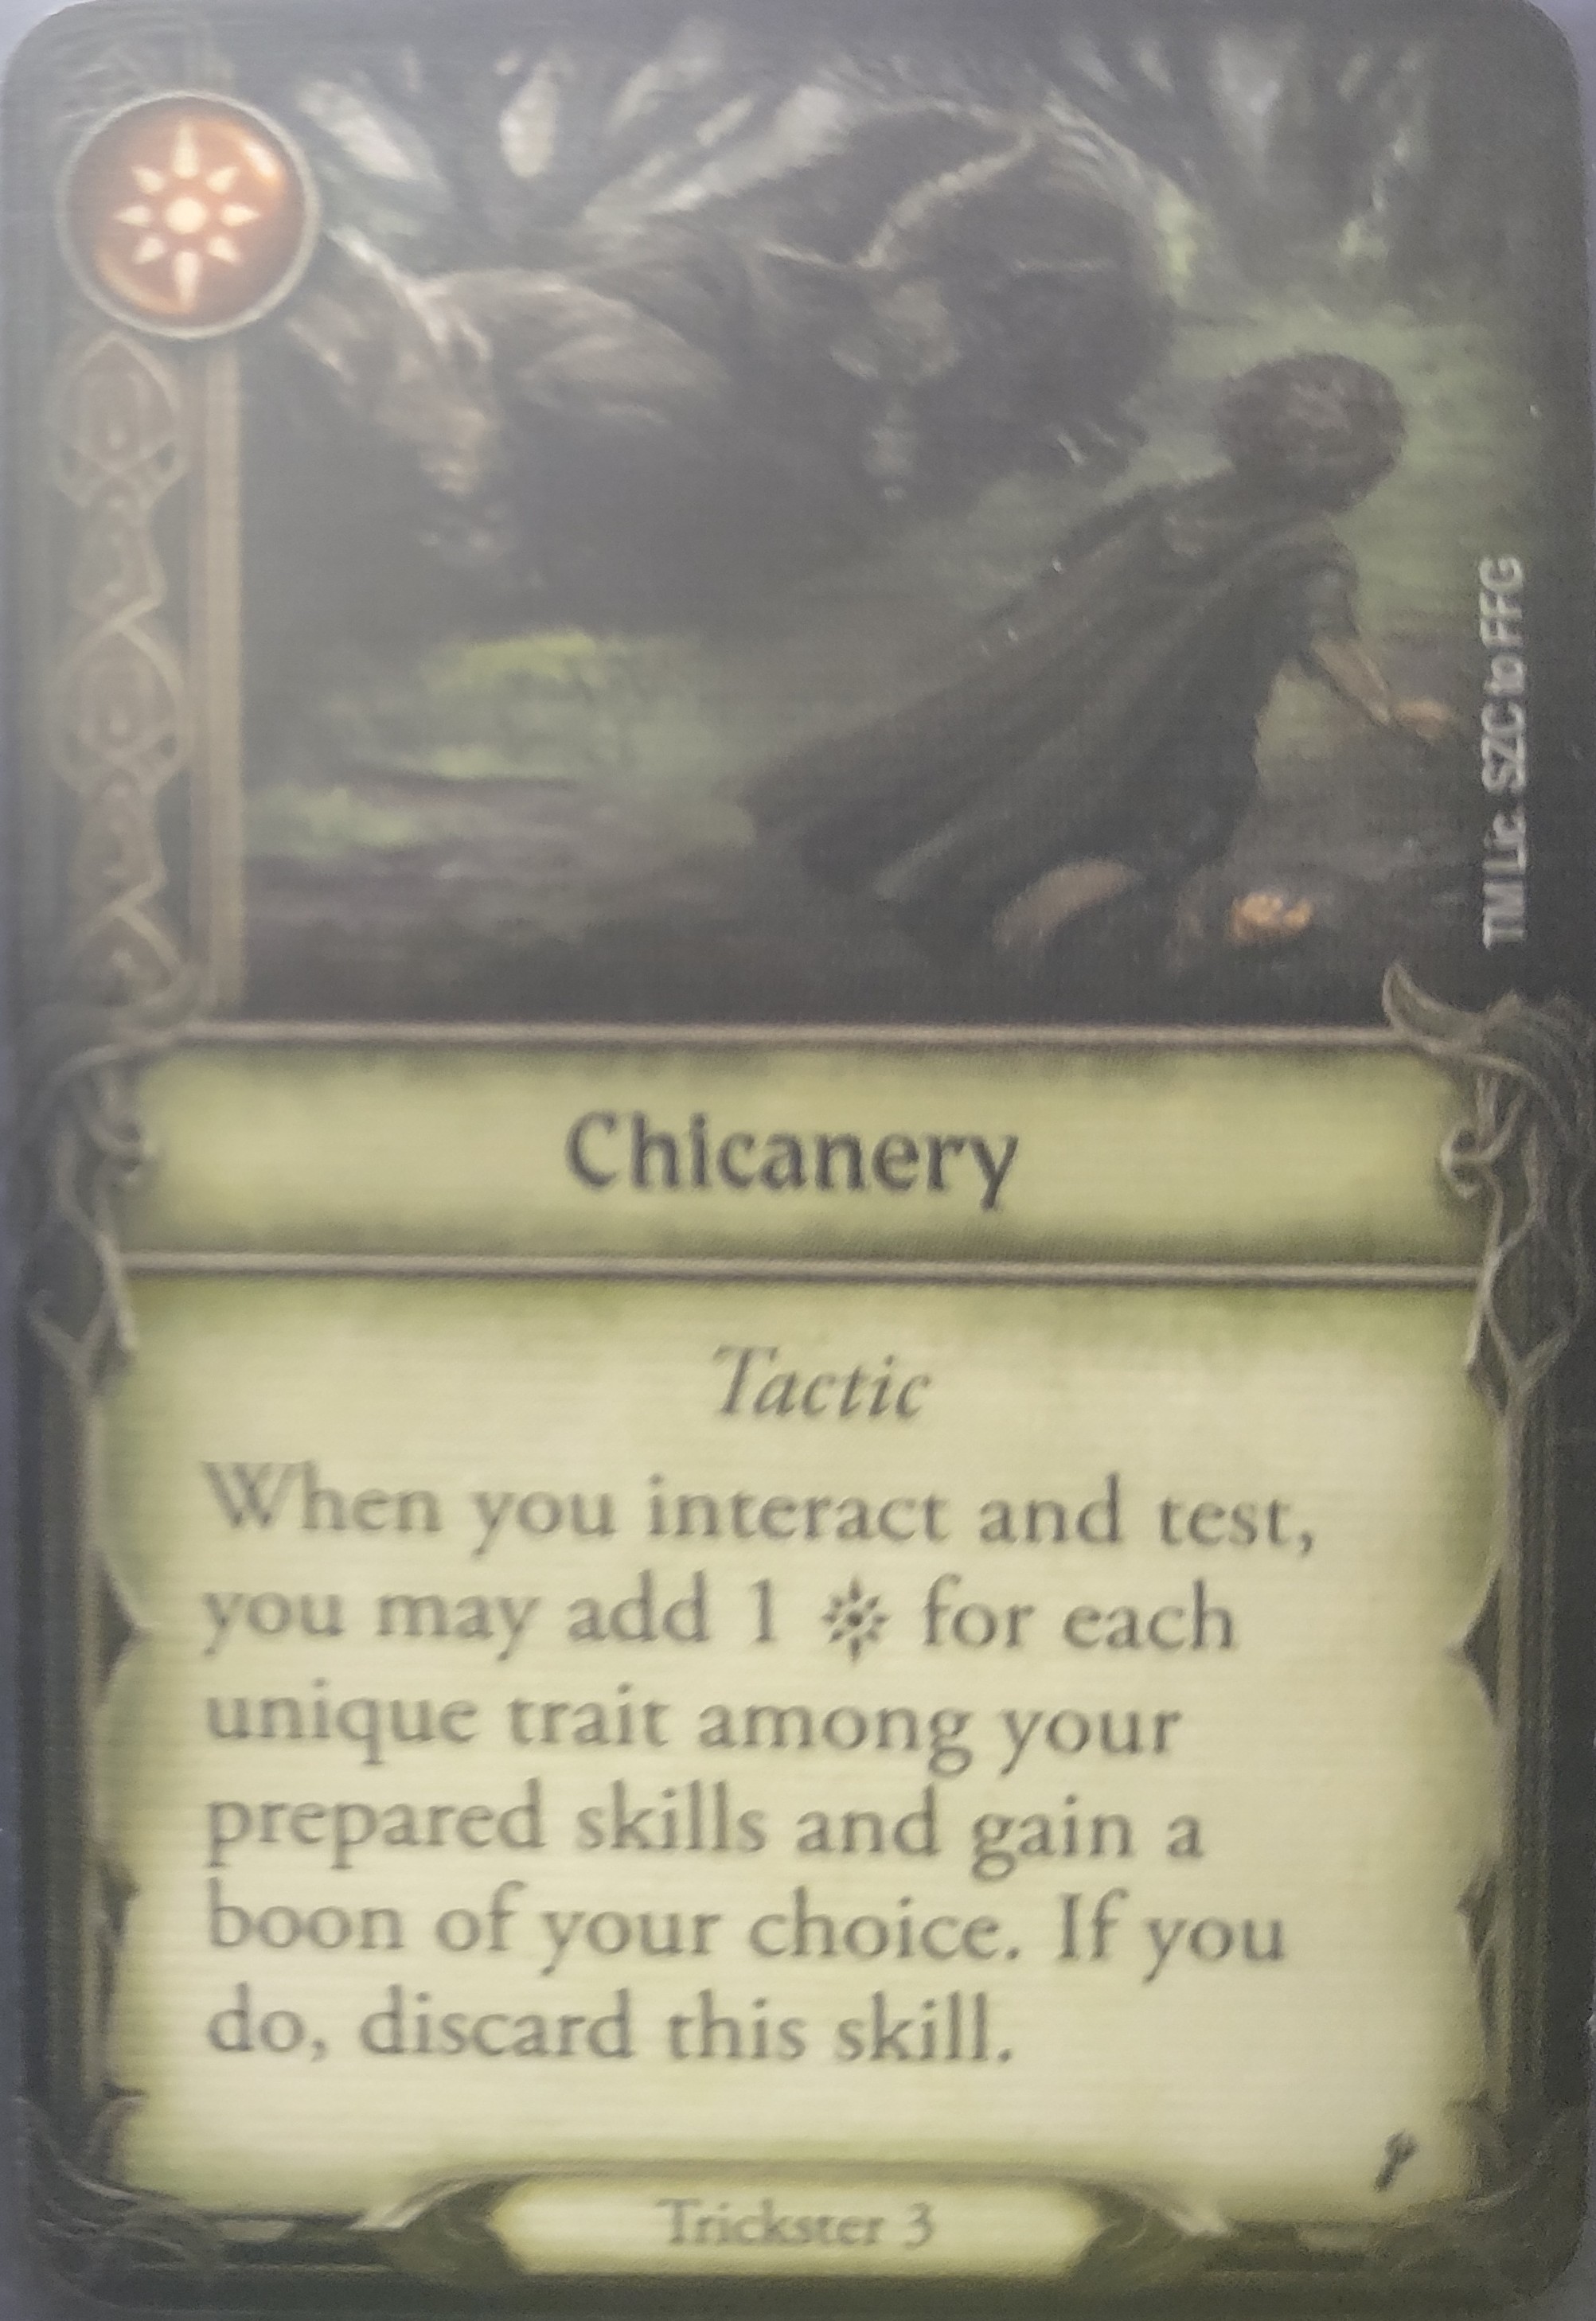 TM Lic. SZC to FFG
Chicanery
Tactic
When you interact and test,
you may add 1 for each
unique trait among your
prepared skills and gain a
boon of your choice. If you
do, discard this skill.
Trickster 3